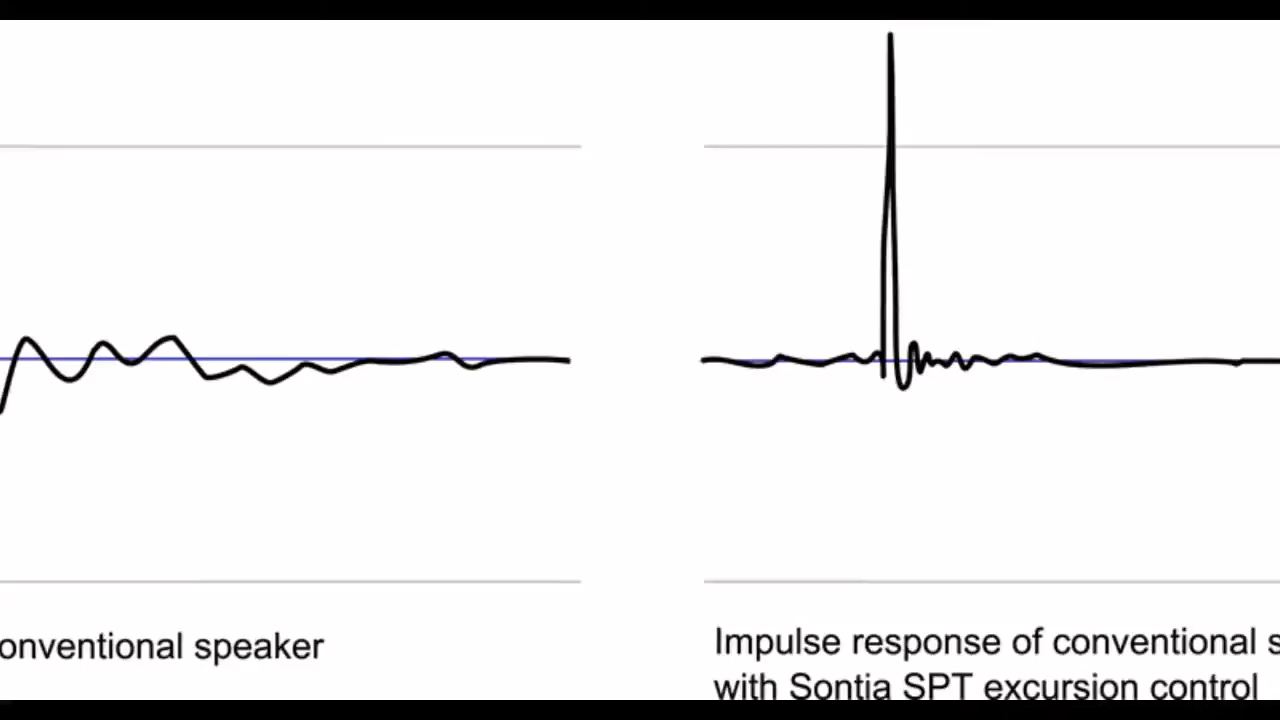 onventional speaker
Impulse response of conventional s
with Sontia SPT excursion control